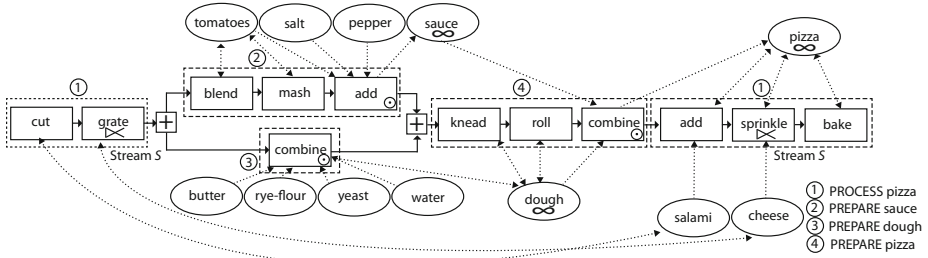 tomatoes salt pepper sauce
∞
pizza
∞
1 2 4 1
blend mash add
cut grate knead roll combine add sprinkle bake
Stream S
Stream S
combine
3
butter rye-flour yeast water
dough
∞
salami cheese
1 PROCESS pizza
2 PREPARE sauce
3 PREPARE dough
4 PREPARE pizza